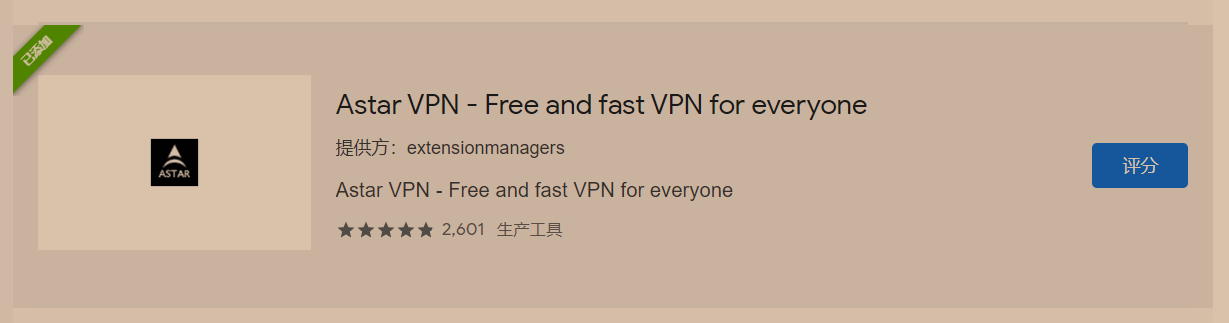 已添加
Astar VPN - Free and fast VPN for everyone
提供方：extensionmanagers
ASTAR
评分
Astar VPN - Free and fast VPN for everyone
2,601 生产工具